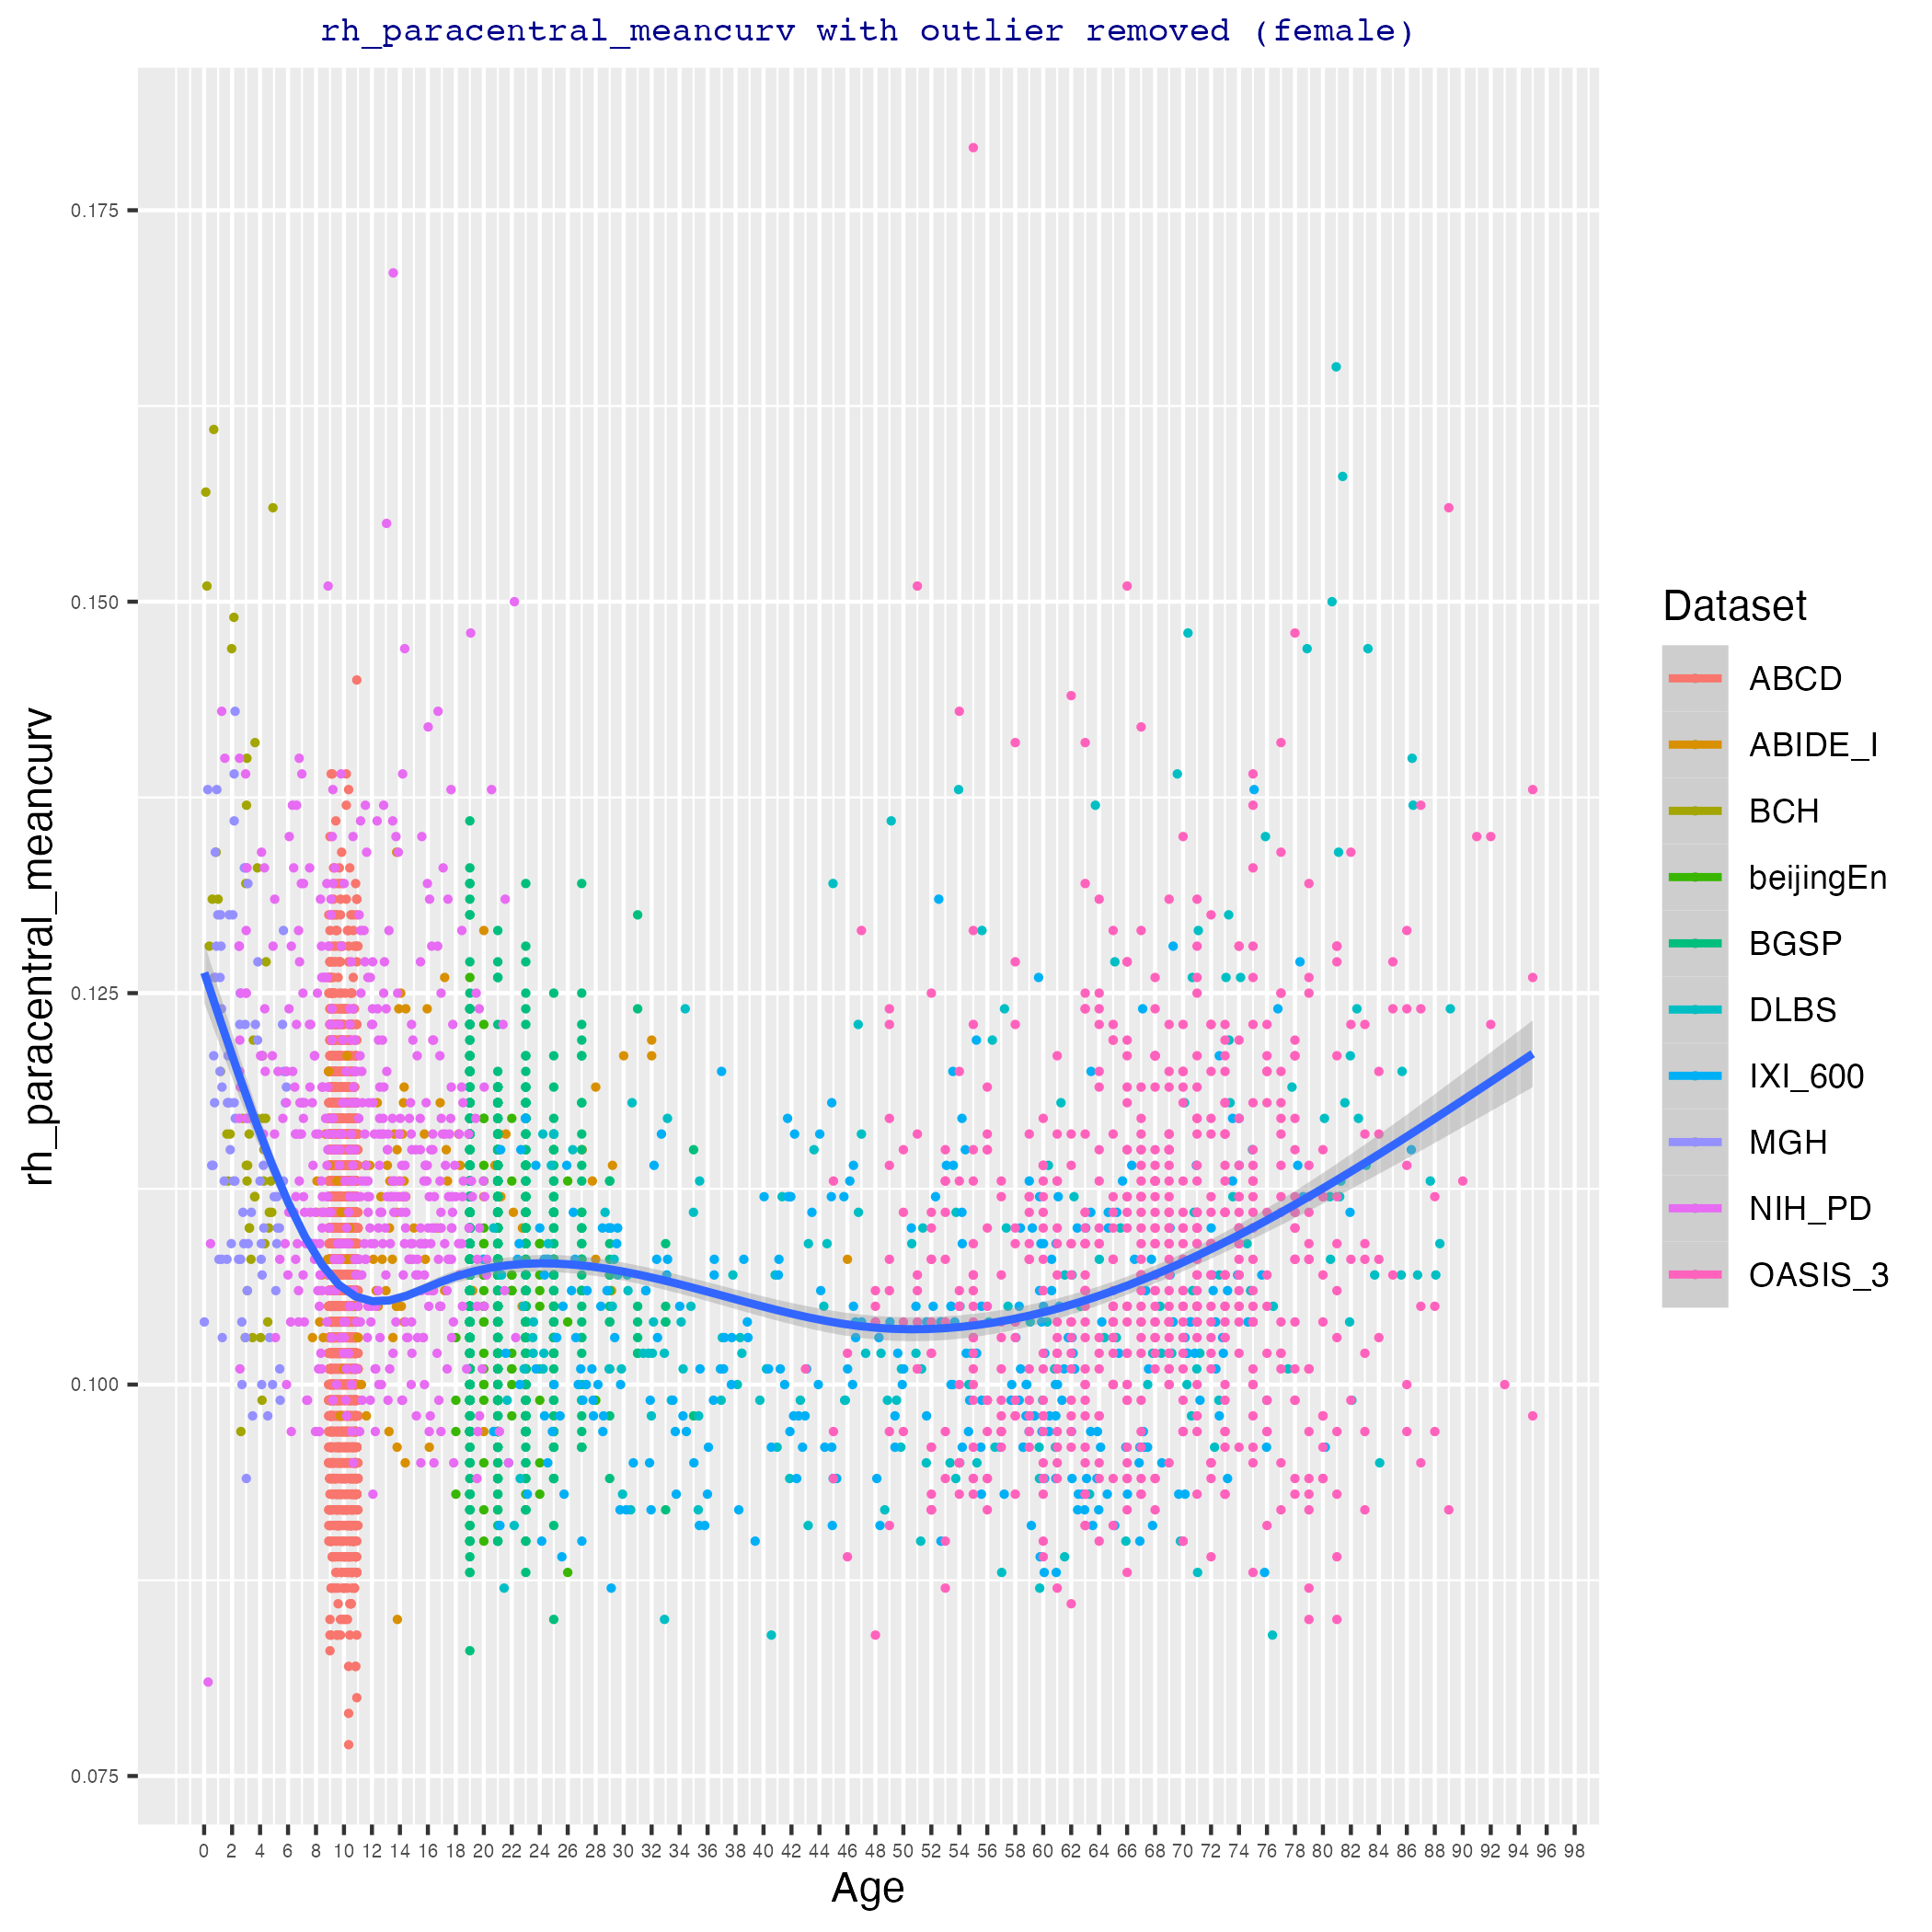 rh_paracentral_meancurv with outlier removed (female)
rh_paracentral_meancurv
0.175
0.150
0.125
0.100
0.075
0 2 4 6 8 10 12 14 16 18 20 22 24 26 28 30 32 34 36 38 40 42 44 46 48 50 52 54 56 58 60 62 64 66 68 70 72 74 76 78 80 82 84 86 88 90 92 94 96 98
Age
Dataset
ABCD
ABIDE_I
BCH
beijingEn
BGSP
DLBS
IXI_600
MGH
NIH_PD
OASIS_3